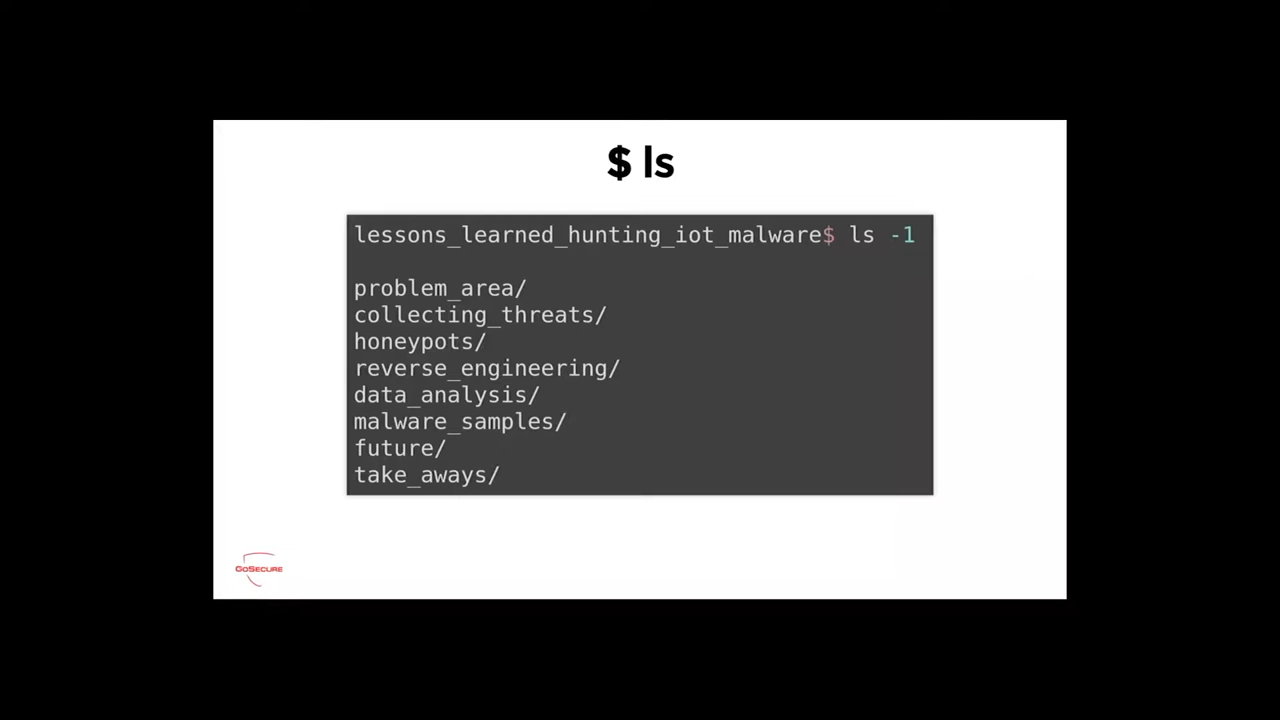 $ ls
lessons_learned_hunting_iot_malware$ ls -1
problem_area/
collecting_threats/
honeypots/
reverse_engineering/
data_analysis/
malware_samples/
future/
take_aways/
GoSecure